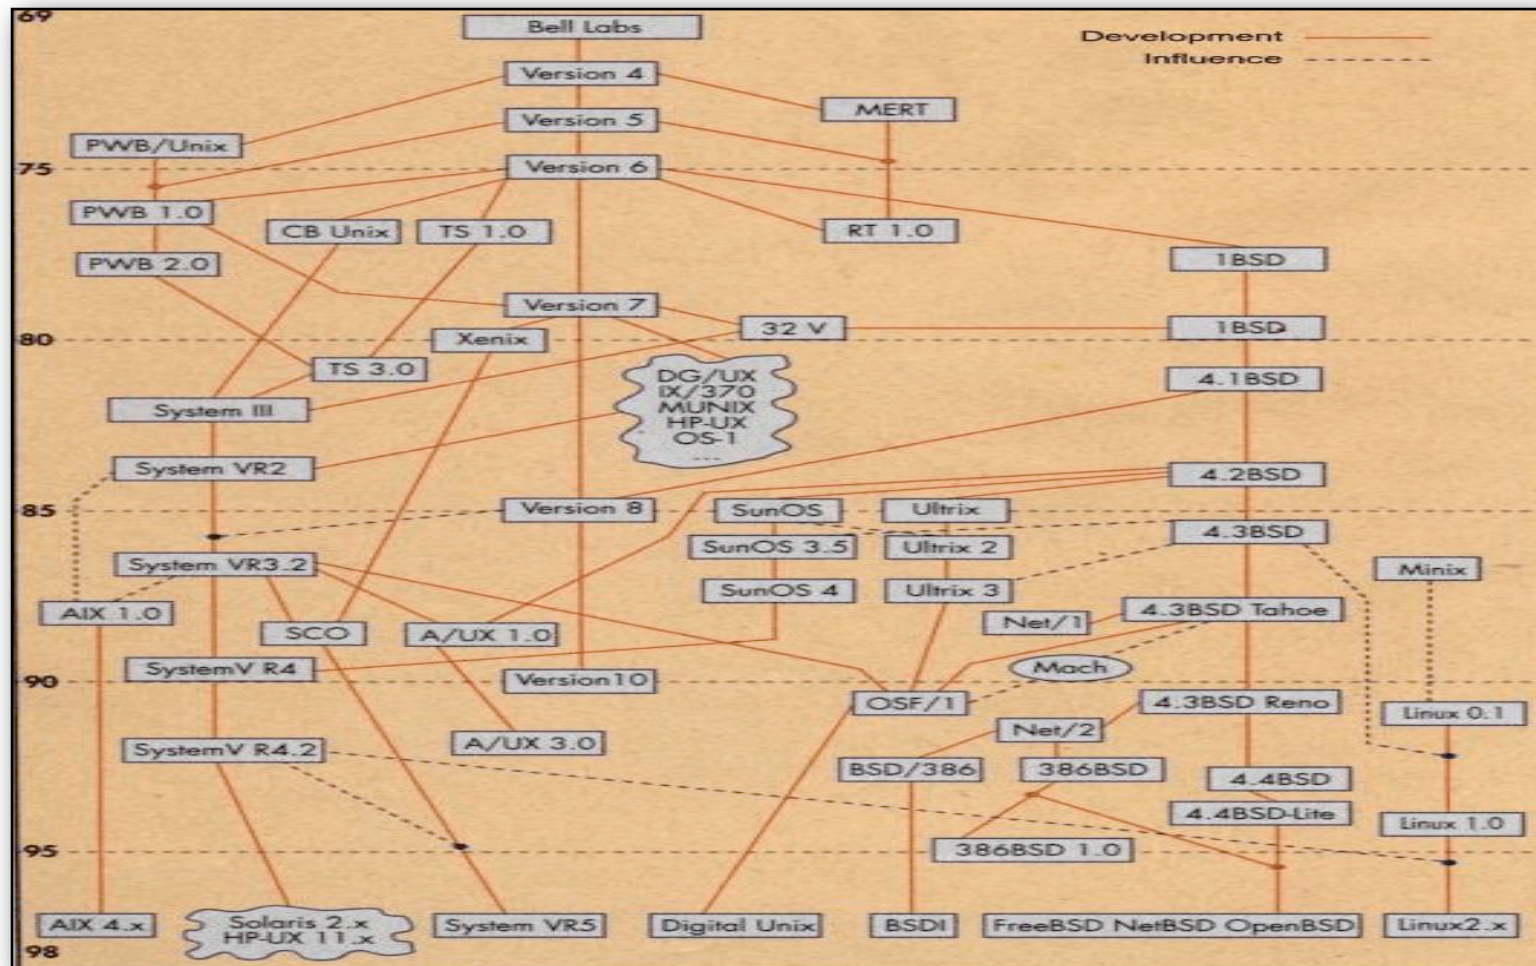 69
Bell Labs
Development
Influence
Version 4
MERT
Version 5
PWB/Unix
75
Version 6
PWB 1.0
CB Unix
TS 1.0
RT 1.0
PWB 2.0
1BSD
Version 7
32 V
1BSD
80
Xenix
TS 3.0
DG/UX
IX/370
MUNIX
HP-UX
OS-1
...
4.1BSD
System III
System VR2
4.2BSD
85
Version 8
SunOS
Ultrix
4.3BSD
SunOS 3.5
Ultrix 2
System VR3.2
Minix
SunOS 4
Ultrix 3
AIX 1.0
4.3BSD Tahoe
Net/1
SCO
A/UX 1.0
SystemV R4
Mach
90
Version10
OSF/1
4.3BSD Reno
Linux 0.1
Net/2
SystemV R4.2
A/UX 3.0
BSD/386
386BSD
4.4BSD
4.4BSD-Lite
Linux 1.0
95
386BSD 1.0
AIX 4.x
Solaris 2.x
HP-UX 11.x
System VR5
Digital Unix
BSDI
FreeBSD NetBSD OpenBSD
Linux2.x
98